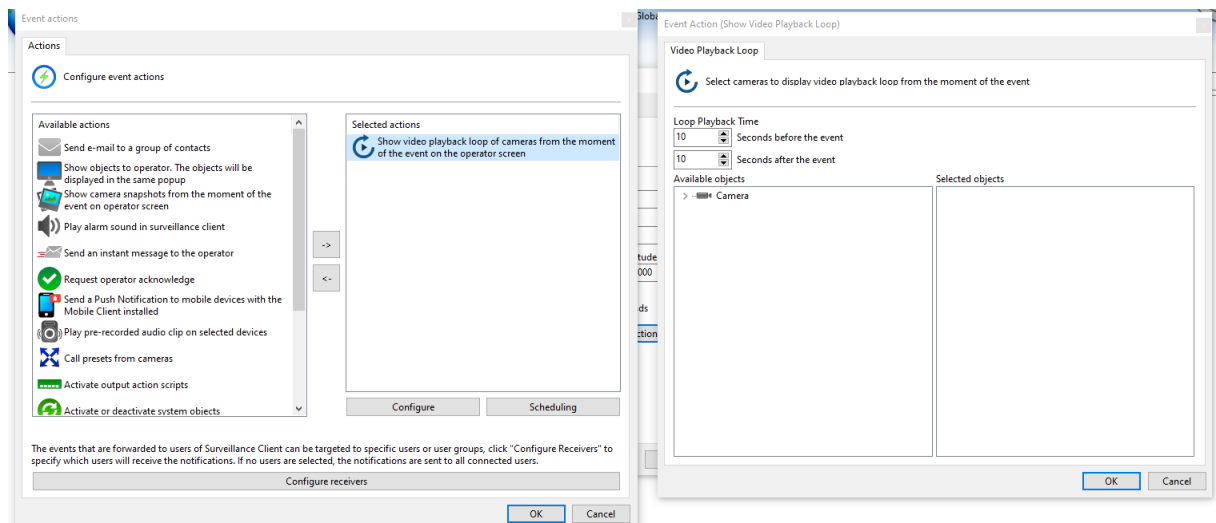 Event actions
Actions
Configure event actions
Available actions
Send e-mail to a group of contacts
Show objects to operator. The objects will be
displayed in the same popup
Show camera snapshots from the moment of the
event on operator screen
Play alarm sound in surveillance client
Send an instant message to the operator
Request operator acknowledge
Send a Push Notification to mobile devices with the
Mobile Client installed
Play pre-recorded audio clip on selected devices
Call presets from cameras
Activate output action scripts
Activate or deactivate system objects
->
<-
Selected actions
Show video playback loop of cameras from the moment
of the event on the operator screen
Configure
Scheduling
The events that are forwarded to users of Surveillance Client can be targeted to specific users or user groups, click "Configure Receivers" to
specify which users will receive the notifications. If no users are selected, the notifications are sent to all connected users.
Configure receivers
OK
Cancel
Globa
tude
000
ds
ction
Event Action (Show Video Playback Loop)
Video Playback Loop
Select cameras to display video playback loop from the moment of the event
Loop Playback Time
10 Seconds before the event
10 Seconds after the event
Available objects
Camera
Selected objects
OK
Cancel